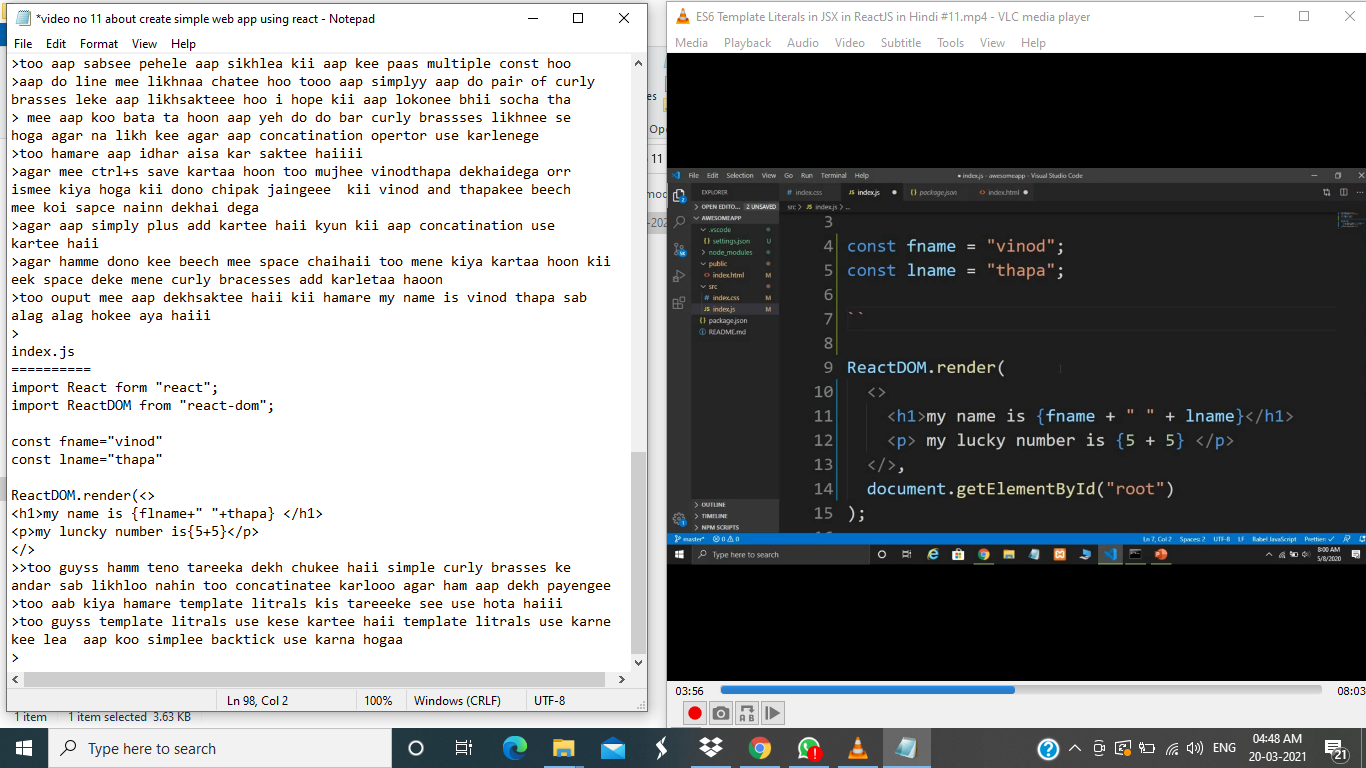 *video no 11 about create simple web app using react - Notepad
File Edit Format View Help
>too aap sabsee pehele aap sikhlea kii aap kee paas multiple const hoo
>aap do line mee likhnaa chatee hoo tooo aap simplyy aap do pair of curly
brasses leke aap likhsakteee hoo i hope kii aap lokonee bhii socha tha
> mee aap koo bata ta hoon aap yeh do do bar curly brassses likhnee se
hoga agar na likh kee agar aap concatination opertor use karlenege
>too hamare aap idhar aisa kar saktee haiiii
>agar mee ctrl+s save kartaa hoon too mujhee vinodthapa dekhaidega orr
ismee kiya hoga kii dono chipak jaingeee  kii vinod and thapakee beech
mee koi sapce nainn dekhai dega
>agar aap simply plus add kartee haii kyun kii aap concatination use
kartee haii
>agar hamme dono kee beech mee space chaihaii too mene kiya kartaa hoon kii
eek space deke mene curly bracesses add karletaa haoon
>too ouput mee aap dekhsaktee haii kii hamare my name is vinod thapa sab
alag alag hokee aya haiii
>
index.js
==========
import React form "react";
import ReactDOM from "react-dom";
const fname="vinod"
const lname="thapa"
ReactDOM.render(<>
<h1>my name is {flname+" "+thapa} </h1>
<p>my luncky number is{5+5}</p>
</>
>>too guyss hamm teno tareeka dekh chukee haii simple curly brasses ke
andar sab likhloo nahin too concatinatee karlooo agar ham aap dekh payengee
>too aab kiya hamare template litrals kis tareeeke see use hota haiii
>too guyss template litrals use kese kartee haii template litrals use karne
kee lea  aap koo simplee backtick use karna hogaa
>
Ln 98, Col 2 100% Windows (CRLF) UTF-8
1 item 1 item selected 3.63 KB
ES6 Template Literals in JSX in ReactJS in Hindi #11.mp4 - VLC media player
Media Playback Audio Video Subtitle Tools View Help
File Edit Selection View Go Run Terminal Help
● index.js - awesomeapp - Visual Studio Code
EXPLORER
OPEN EDITO... 2 UNSAVED
AWESOMEAPP
.vscode
settings.json U
node_modules
public
index.html M
src
index.css M
index.js M
package.json
README.md
OUTLINE
TIMELINE
NPM SCRIPTS
index.css index.js package.json index.html
src > index.js > ...
3
4 const fname = "vinod";
5 const lname = "thapa";
6
7 ``
8
9 ReactDOM.render(
10 <>
11 <h1>my name is {fname + " " + lname}</h1>
12 <p> my lucky number is {5 + 5} </p>
13 </>,
14 document.getElementById("root")
15 );
master* 0 0 Ln 7, Col 2 Spaces: 2 UTF-8 LF Babel JavaScript Prettier: ✓
Type here to search
8:00 AM
5/8/2020
03:56 08:03
Type here to search
ENG
04:48 AM
20-03-2021
21